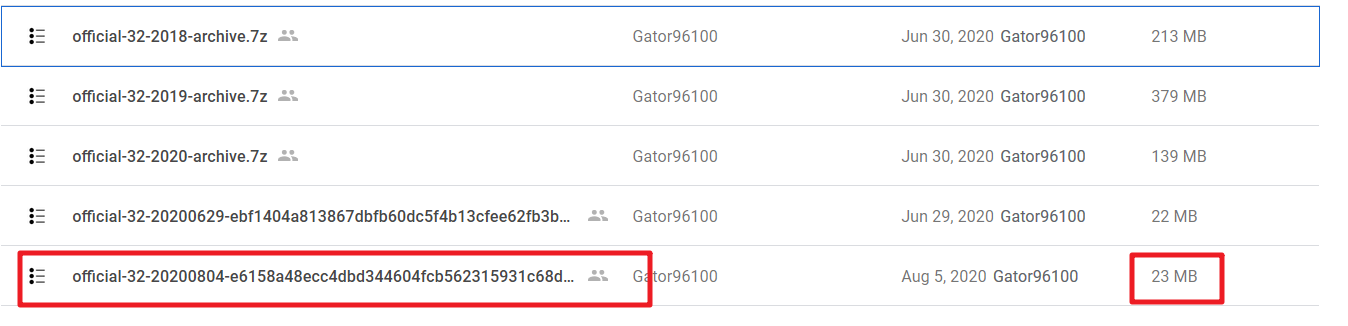 official-32-2018-archive.7z Gator96100 Jun 30, 2020 Gator96100 213 MB
official-32-2019-archive.7z Gator96100 Jun 30, 2020 Gator96100 379 MB
official-32-2020-archive.7z Gator96100 Jun 30, 2020 Gator96100 139 MB
official-32-20200629-ebf1404a813867dbfb60dc5f4b13cfee62fb3b... Gator96100 Jun 29, 2020 Gator96100 22 MB
official-32-20200804-e6158a48ecc4dbd344604fcb562315931c68d... Gator96100 Aug 5, 2020 Gator96100 23 MB